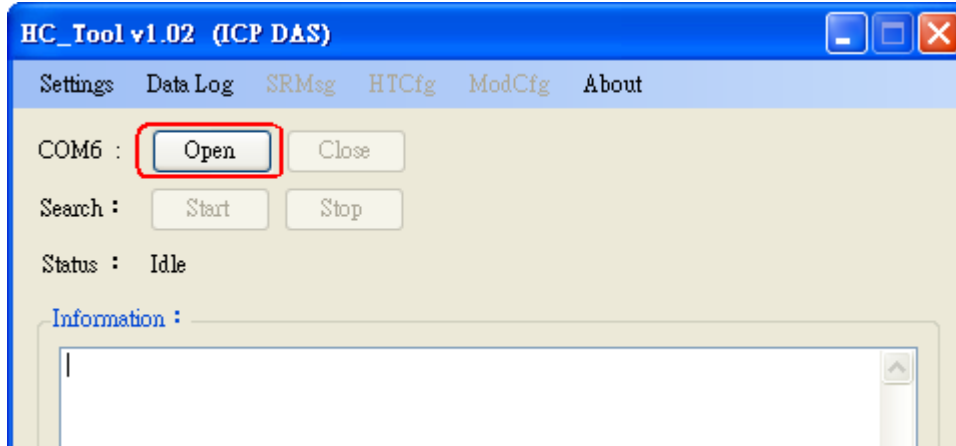 HC_Tool v1.02 (ICP DAS)
Settings Data Log SRMsg HTCfg ModCfg About
COM6 : Open Close
Search : Start Stop
Status : Idle
Information :